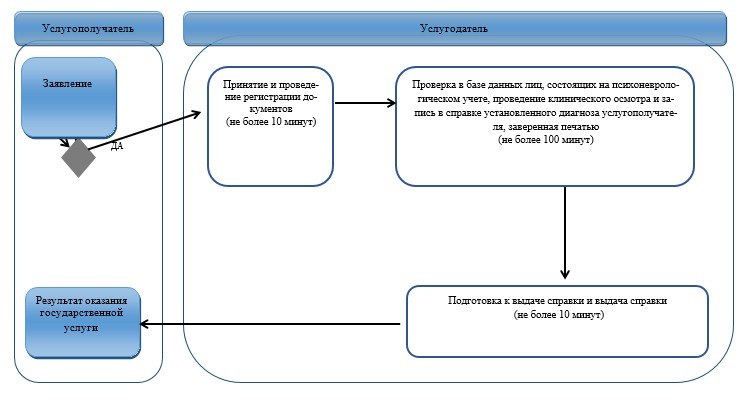 Услугополучатель
Услугодатель
Заявление
ДА
Принятие и проведе-
ние регистрации до-
кументов
(не более 10 минут)
Проверка в базе данных лиц, состоящих на психоневроло-
гическом учете, проведение клинического осмотра и за-
пись в справке установленного диагноза услугополучате-
ля, заверенная печатью
(не более 100 минут)
Подготовка к выдаче справки и выдача справки
(не более 10 минут)
Результат оказания
государственной
услуги